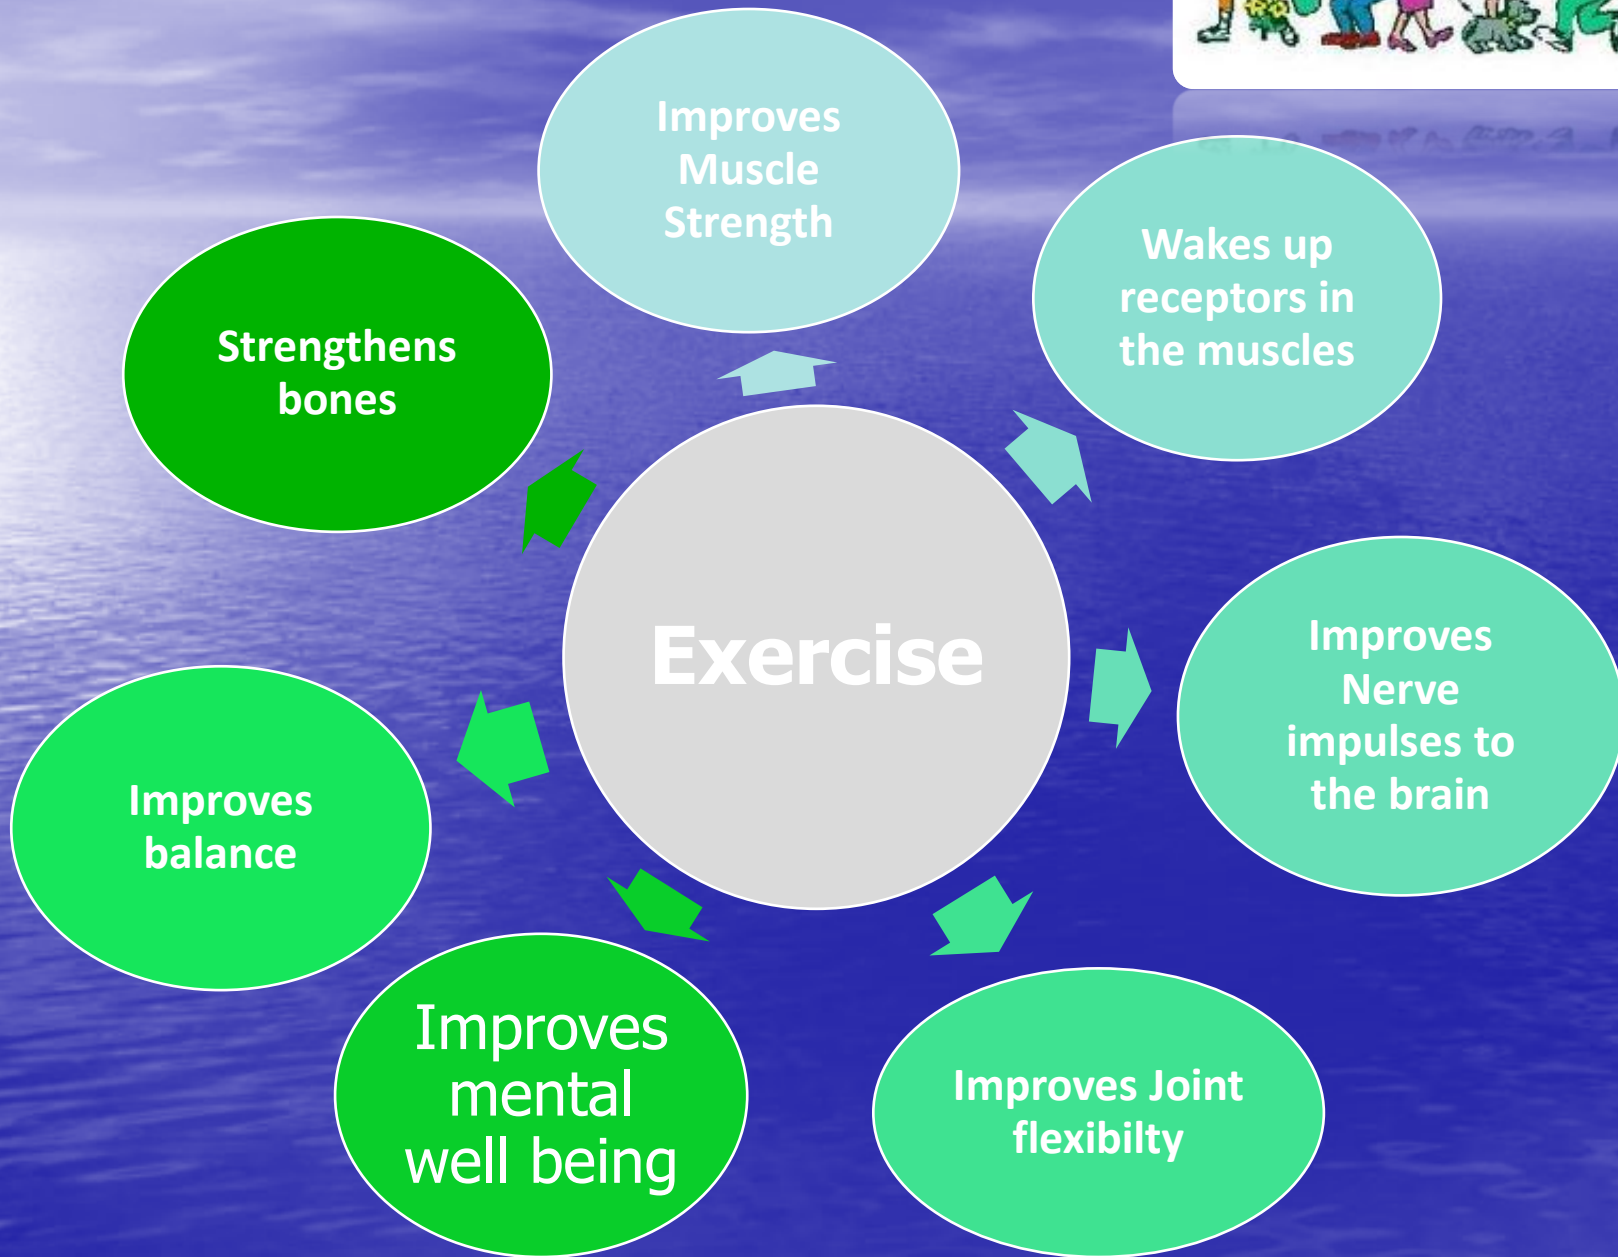 Improves
Muscle
Strength
Wakes up
receptors in
the muscles
Improves
Nerve
impulses to
the brain
Improves Joint
flexibilty
Improves
mental
well being
Improves
balance
Strengthens
bones
Exercise